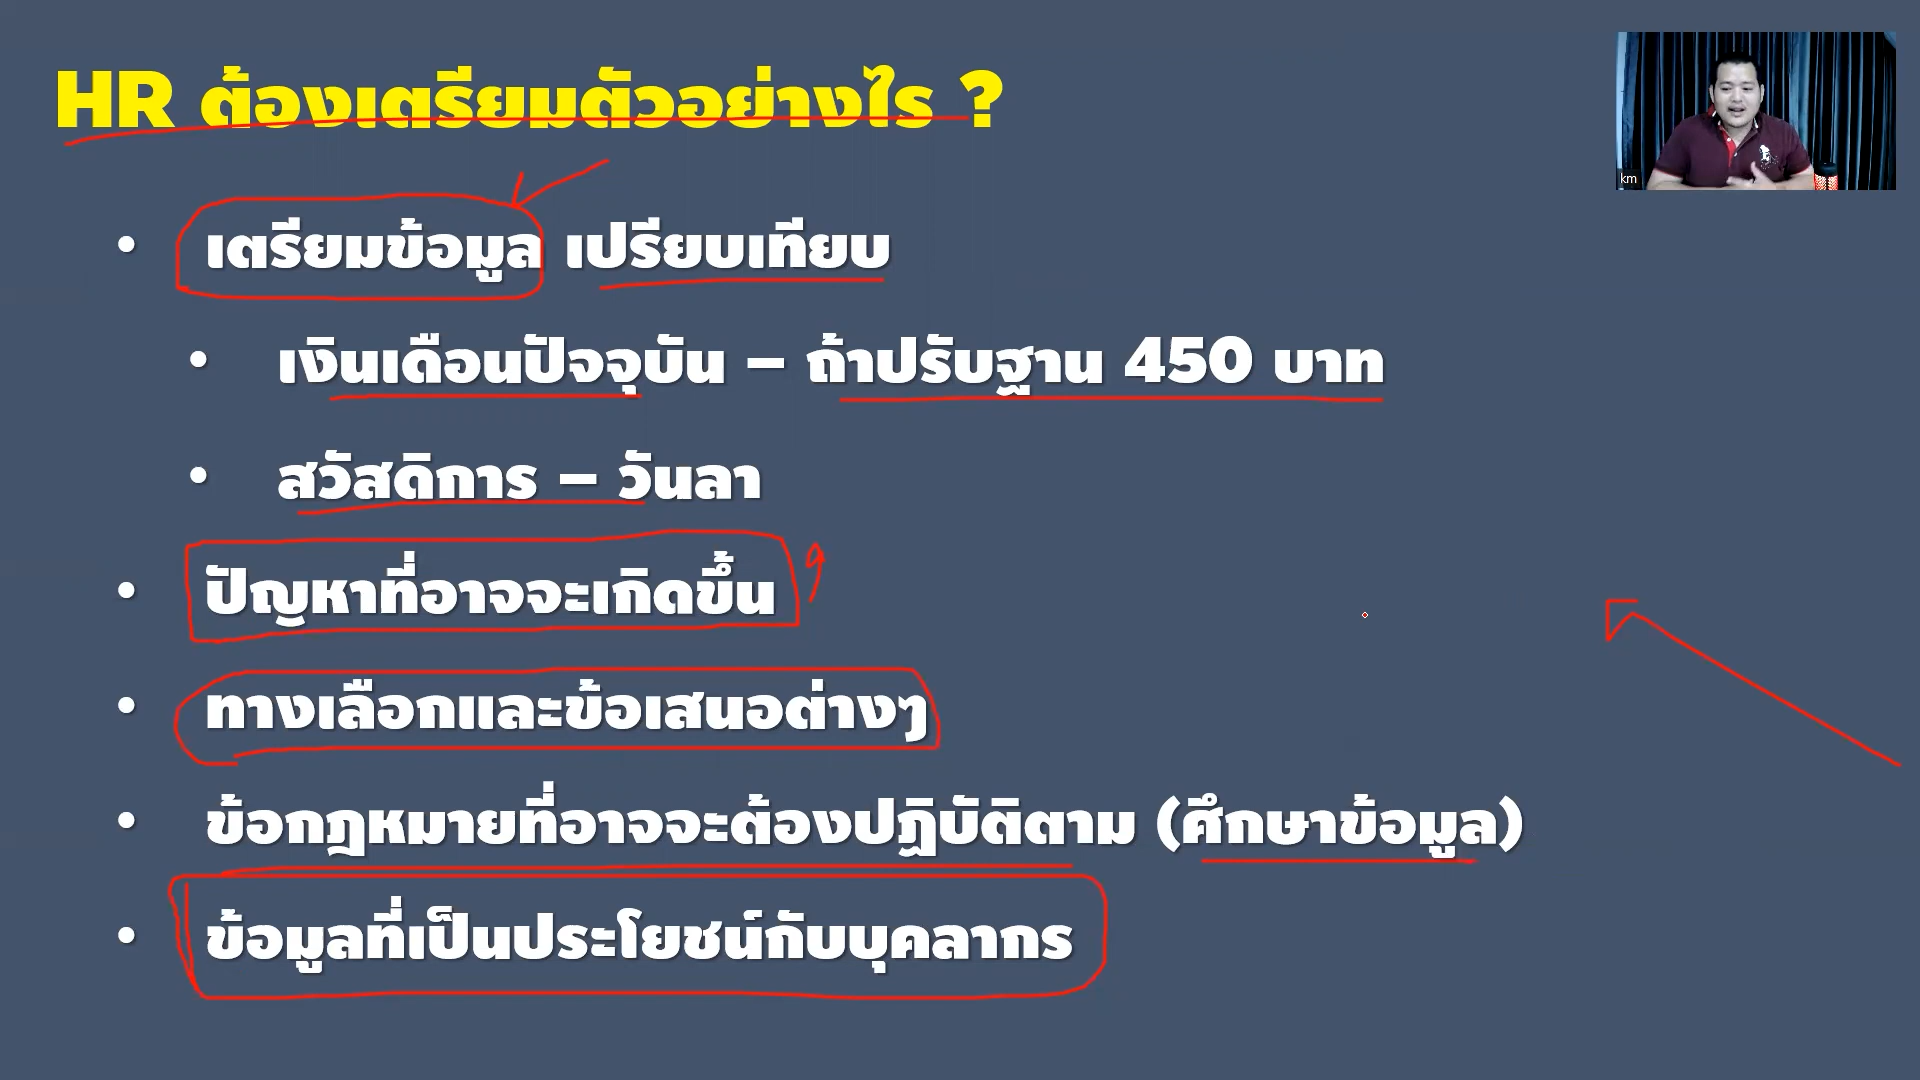 HR ต้องเตรียมตัวอย่างไร ?
km
• เตรียมข้อมูล เปรียบเทียบ
• เงินเดือนปัจจุบัน – ถ้าปรับฐาน 450 บาท
• สวัสดิการ – วันลา
• ปัญหาที่อาจจะเกิดขึ้น
• ทางเลือกและข้อเสนอต่างๆ
• ข้อกฎหมายที่อาจจะต้องปฏิบัติตาม (ศึกษาข้อมูล)
• ข้อมูลที่เป็นประโยชน์กับบุคลากร